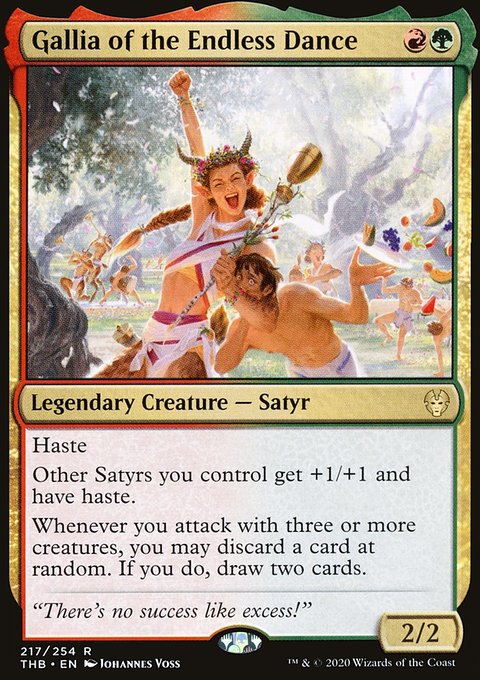 Gallia of the Endless Dance
Legendary Creature — Satyr
Haste
Other Satyrs you control get +1/+1 and
have haste.
Whenever you attack with three or more
creatures, you may discard a card at
random. If you do, draw two cards.
“There’s no success like excess!”
2/2
217/254 R
THB • EN Johannes Voss
™ & © 2020 Wizards of the Coast